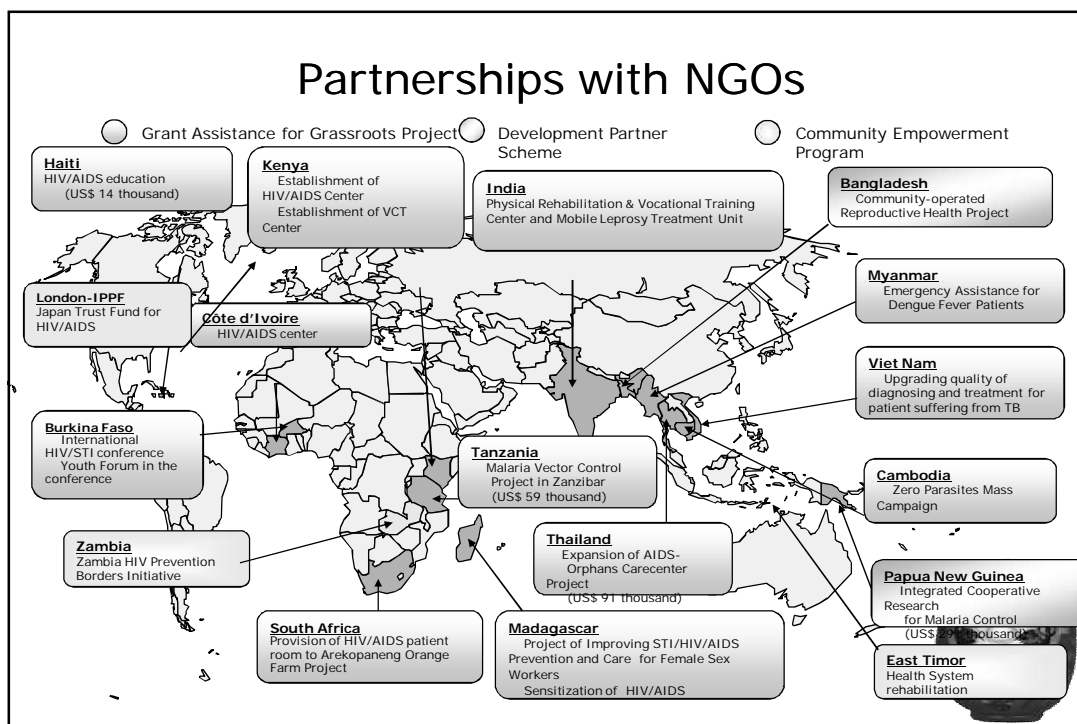 Partnerships with NGOs
Grant Assistance for Grassroots Project
Development Partner
Scheme
Community Empowerment
Program
Haiti
HIV/AIDS education
(US$ 14 thousand)
Kenya
Establishment of
HIV/AIDS Center
Establishment of VCT
Center
India
Physical Rehabilitation & Vocational Training
Center and Mobile Leprosy Treatment Unit
Bangladesh
Community-operated
Reproductive Health Project
London-IPPF
Japan Trust Fund for
HIV/AIDS
Côte d'Ivoire
HIV/AIDS center
Myanmar
Emergency Assistance for
Dengue Fever Patients
Viet Nam
Upgrading quality of
diagnosing and treatment for
patient suffering from TB
Burkina Faso
International
HIV/STI conference
Youth Forum in the
conference
Tanzania
Malaria Vector Control
Project in Zanzibar
(US$ 59 thousand)
Cambodia
Zero Parasites Mass
Campaign
Zambia
Zambia HIV Prevention
Borders Initiative
Thailand
Expansion of AIDS-
Orphans Carecenter
Project
(US$ 91 thousand)
Papua New Guinea
Integrated Cooperative
Research
for Malaria Control
(US$ thousand)
South Africa
Provision of HIV/AIDS patient
room to Arekopaneng Orange
Farm Project
Madagascar
Project of Improving STI/HIV/AIDS
Prevention and Care for Female Sex
Workers
Sensitization of HIV/AIDS
East Timor
Health System
rehabilitation